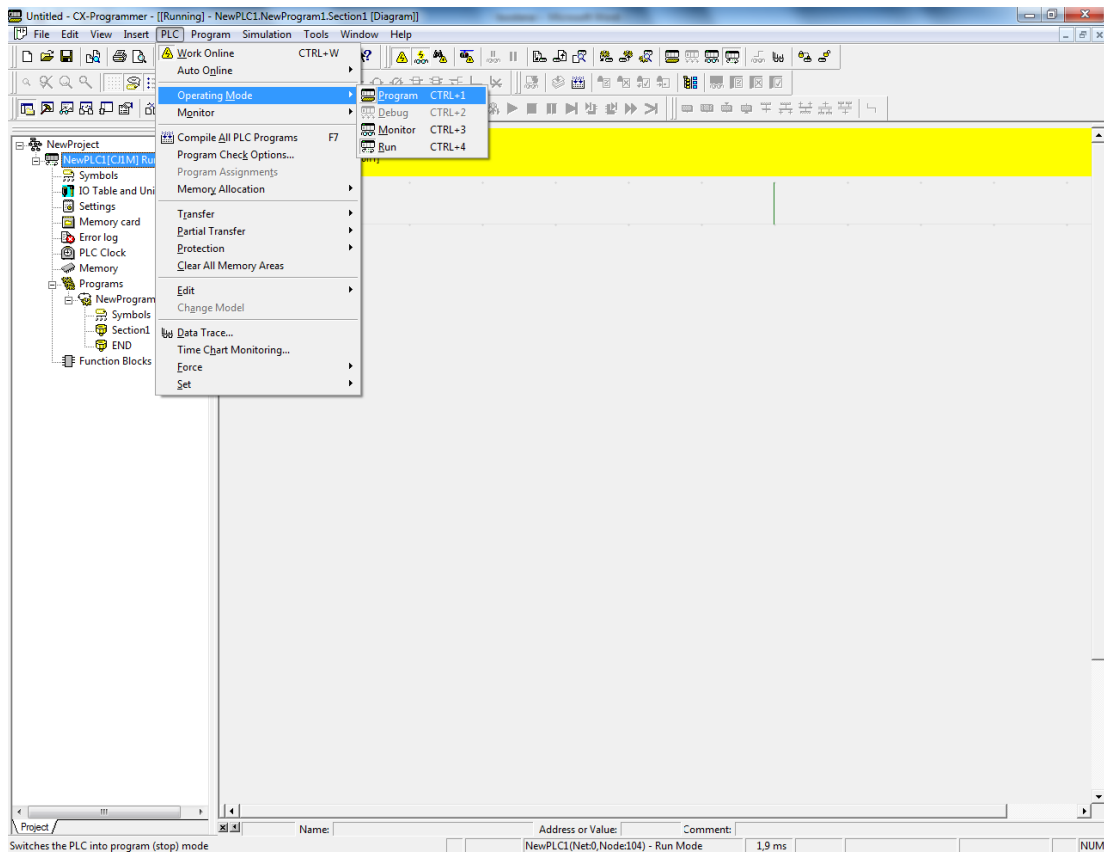 Untitled - CX-Programmer - [[Running] - NewPLC1.NewProgram1.Section1 [Diagram]]
File Edit View Insert PLC Program Simulation Tools Window Help
Work Online CTRL+W
Auto Online
Operating Mode
Monitor
Compile All PLC Programs F7
Program Check Options...
Program Assignments
Memory Allocation
Transfer
Partial Transfer
Protection
Clear All Memory Areas
Edit
Change Model
Data Trace...
Time Chart Monitoring...
Force
Set
Program CTRL+1
Debug CTRL+2
Monitor CTRL+3
Run CTRL+4
NewProject
NewPLC1[CJ1M] Ru
Symbols
IO Table and Uni
Settings
Memory card
Error log
PLC Clock
Memory
Programs
NewProgram
Symbols
Section1
END
Function Blocks
Project
Name:
Address or Value:
Comment:
Switches the PLC into program (stop) mode
NewPLC1(Net:0,Node:104) - Run Mode
1,9 ms
NUM